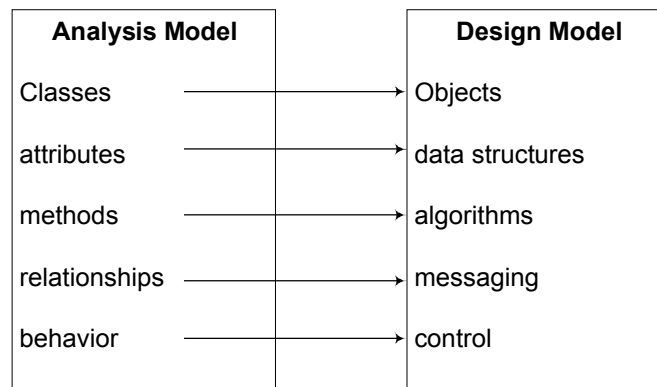 Analysis Model
Design Model
Classes
Objects
attributes
data structures
methods
algorithms
relationships
messaging
behavior
control